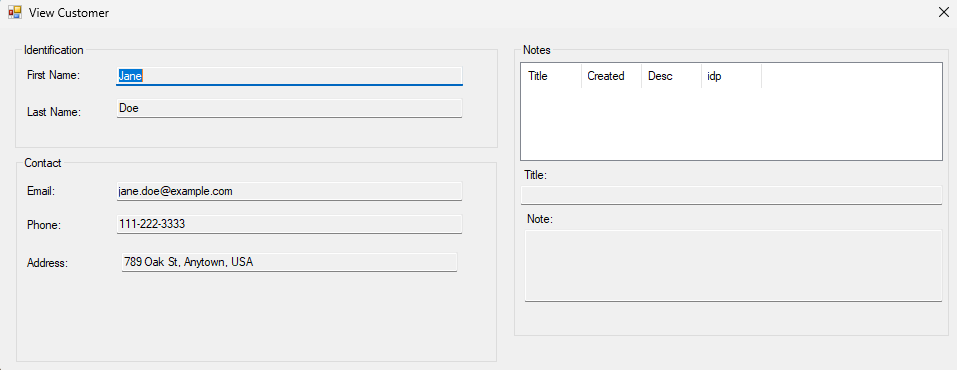 View Customer
Identification
First Name: Jane
Last Name: Doe
Contact
Email: jane.doe@example.com
Phone: 111-222-3333
Address: 789 Oak St, Anytown, USA
Notes
Title Created Desc idp
Title:
Note: